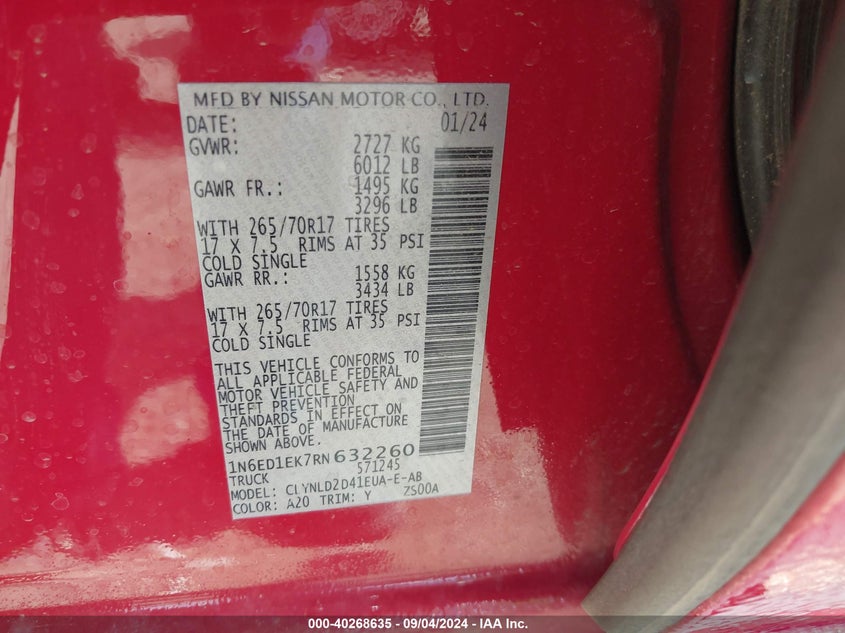 MFD BY NISSAN MOTOR CO., LTD.
DATE: 01/24
GVWR: 2727 KG
6012 LB
GAWR FR.: 1495 KG
3296 LB
WITH 265/70R17 TIRES
17 X 7.5 RIMS AT 35 PSI
COLD SINGLE
GAWR RR.: 1558 KG
3434 LB
WITH 265/70R17 TIRES
17 X 7.5 RIMS AT 35 PSI
COLD SINGLE
THIS VEHICLE CONFORMS TO
ALL APPLICABLE FEDERAL
MOTOR VEHICLE SAFETY AND
THEFT PREVENTION
STANDARDS IN EFFECT ON
THE DATE OF MANUFACTURE
SHOWN ABOVE.
1N6ED1EK7RN632260
TRUCK 571245
MODEL: CLYNLD2D41EUA-E-AB
COLOR: A20 TRIM: Y ZS00A
000-40268635 - 09/04/2024 - IAA Inc.